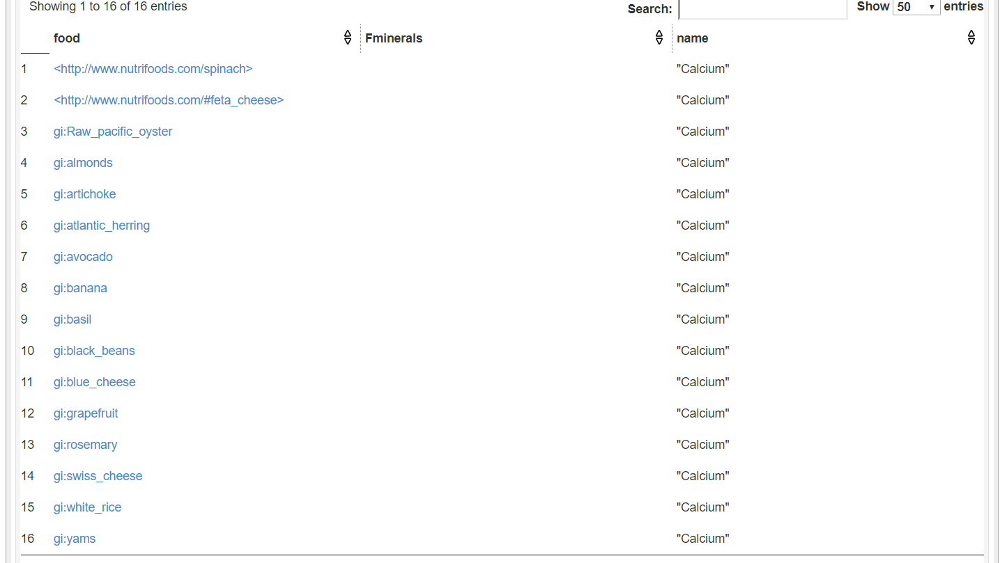 Showing 1 to 16 of 16 entries Search: Show 50 entries
food Fminerals name
1 <http://www.nutrifoods.com/spinach> "Calcium"
2 <http://www.nutrifoods.com/#feta_cheese> "Calcium"
3 gi:Raw_pacific_oyster "Calcium"
4 gi:almonds "Calcium"
5 gi:artichoke "Calcium"
6 gi:atlantic_herring "Calcium"
7 gi:avocado "Calcium"
8 gi:banana "Calcium"
9 gi:basil "Calcium"
10 gi:black_beans "Calcium"
11 gi:blue_cheese "Calcium"
12 gi:grapefruit "Calcium"
13 gi:rosemary "Calcium"
14 gi:swiss_cheese "Calcium"
15 gi:white_rice "Calcium"
16 gi:yams "Calcium"